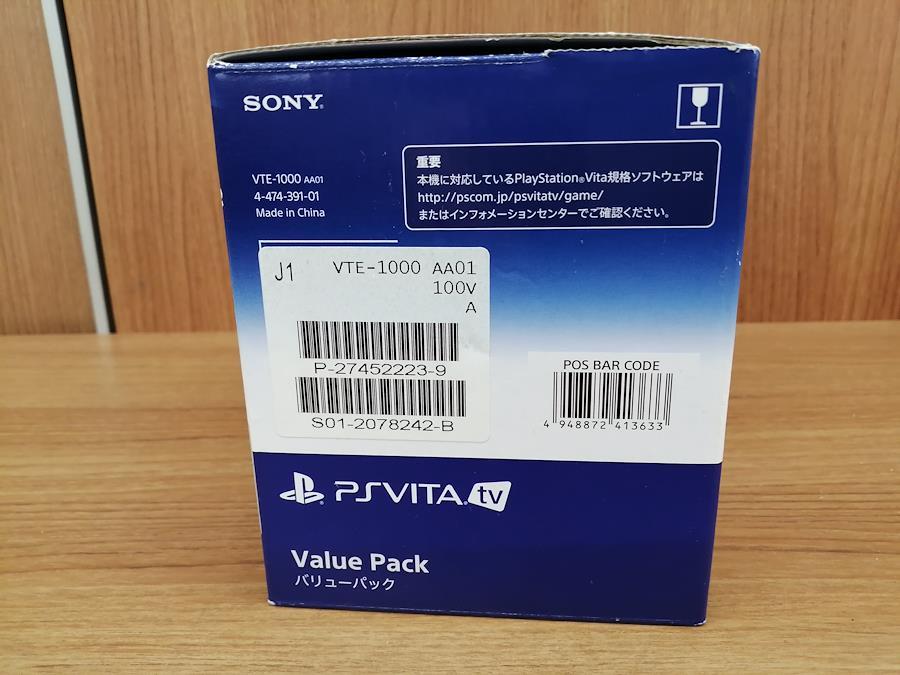 SONY®
VTE-1000 AA01
4-474-391-01
Made in China
重要
本機に対応しているPlayStation®Vita規格ソフトウェアは
http://pscom.jp/psvitatv/game/
またはインフォメーションセンターでご確認ください。
J1 VTE-1000 AA01
100V
A
P-27452223-9
S01-2078242-B
POS BAR CODE
4 948872 413633
PSVITA tv
Value Pack
バリューパック